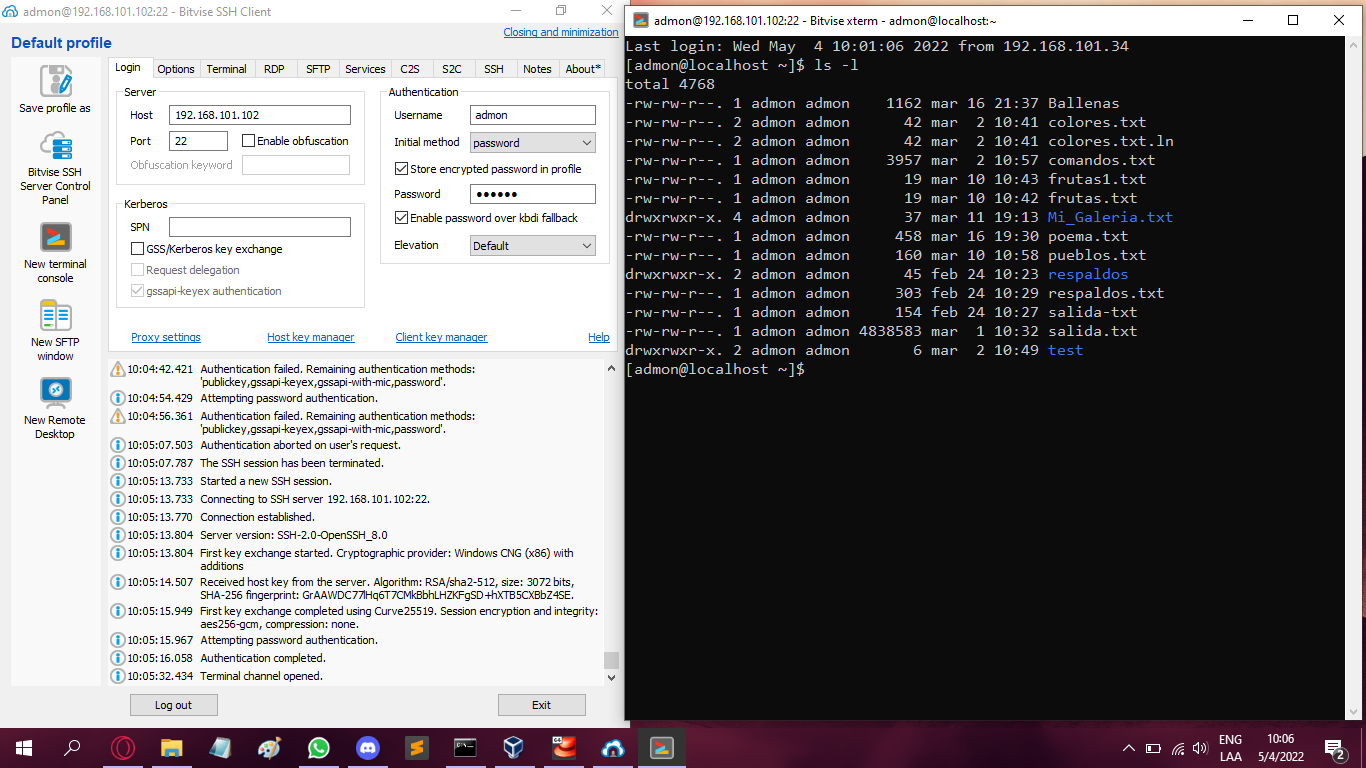 admon@192.168.101.102:22 - Bitvise SSH Client
Closing and minimization
Default profile
Save profile as
Bitvise SSH
Server Control
Panel
New terminal
console
New SFTP
window
New Remote
Desktop
Login Options Terminal RDP SFTP Services C2S S2C SSH Notes About*
Server
Host 192.168.101.102
Port 22 Enable obfuscation
Obfuscation keyword
Kerberos
SPN
GSS/Kerberos key exchange
Request delegation
gssapi-keyex authentication
Authentication
Username admon
Initial method password
Store encrypted password in profile
Password ●●●●●●
Enable password over kbdi fallback
Elevation Default
Proxy settings Host key manager Client key manager Help
10:04:42.421 Authentication failed. Remaining authentication methods:
'publickey,gssapi-keyex,gssapi-with-mic,password'.
10:04:54.429 Attempting password authentication.
10:04:56.361 Authentication failed. Remaining authentication methods:
'publickey,gssapi-keyex,gssapi-with-mic,password'.
10:05:07.503 Authentication aborted on user's request.
10:05:07.787 The SSH session has been terminated.
10:05:13.733 Started a new SSH session.
10:05:13.733 Connecting to SSH server 192.168.101.102:22.
10:05:13.770 Connection established.
10:05:13.804 Server version: SSH-2.0-OpenSSH_8.0
10:05:13.804 First key exchange started. Cryptographic provider: Windows CNG (x86) with
additions
10:05:14.507 Received host key from the server. Algorithm: RSA/sha2-512, size: 3072 bits,
SHA-256 fingerprint: GrAAWDC77lHq6T7CMkBbhLHZKFgSD+hXTB5CXBbZ4SE.
10:05:15.949 First key exchange completed using Curve25519. Session encryption and integrity:
aes256-gcm, compression: none.
10:05:15.967 Attempting password authentication.
10:05:16.058 Authentication completed.
10:05:32.434 Terminal channel opened.
Log out Exit
admon@192.168.101.102:22 - Bitvise xterm - admon@localhost:~
Last login: Wed May  4 10:01:06 2022 from 192.168.101.34
[admon@localhost ~]$ ls -l
total 4768
-rw-rw-r--. 1 admon admon    1162 mar 16 21:37 Ballenas
-rw-rw-r--. 2 admon admon      42 mar  2 10:41 colores.txt
-rw-rw-r--. 2 admon admon      42 mar  2 10:41 colores.txt.ln
-rw-rw-r--. 1 admon admon    3957 mar  2 10:57 comandos.txt
-rw-rw-r--. 1 admon admon      19 mar 10 10:43 frutas1.txt
-rw-rw-r--. 1 admon admon      19 mar 10 10:42 frutas.txt
drwxrwxr-x. 4 admon admon      37 mar 11 19:13 Mi_Galeria.txt
-rw-rw-r--. 1 admon admon     458 mar 16 19:30 poema.txt
-rw-rw-r--. 1 admon admon     160 mar 10 10:58 pueblos.txt
drwxrwxr-x. 2 admon admon      45 feb 24 10:23 respaldos
-rw-rw-r--. 1 admon admon     303 feb 24 10:29 respaldos.txt
-rw-rw-r--. 1 admon admon     154 feb 24 10:27 salida-txt
-rw-rw-r--. 1 admon admon 4838583 mar  1 10:32 salida.txt
drwxrwxr-x. 2 admon admon       6 mar  2 10:49 test
[admon@localhost ~]$
ENG 10:06
LAA 5/4/2022
2